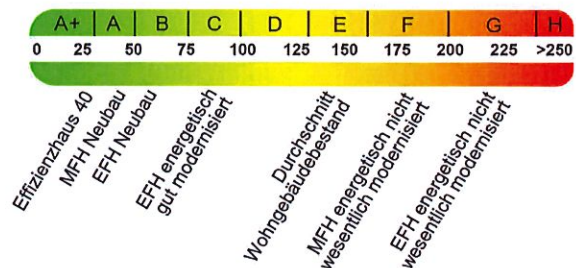 A+ A B C D E F G H
0 25 50 75 100 125 150 175 200 225 >250
Effizienzhaus 40
MFH Neubau
EFH Neubau
EFH energetisch
gut modernisiert
Durchschnitt
Wohngebäudebestand
MFH energetisch nicht
wesentlich modernisiert
EFH energetisch nicht
wesentlich modernisiert